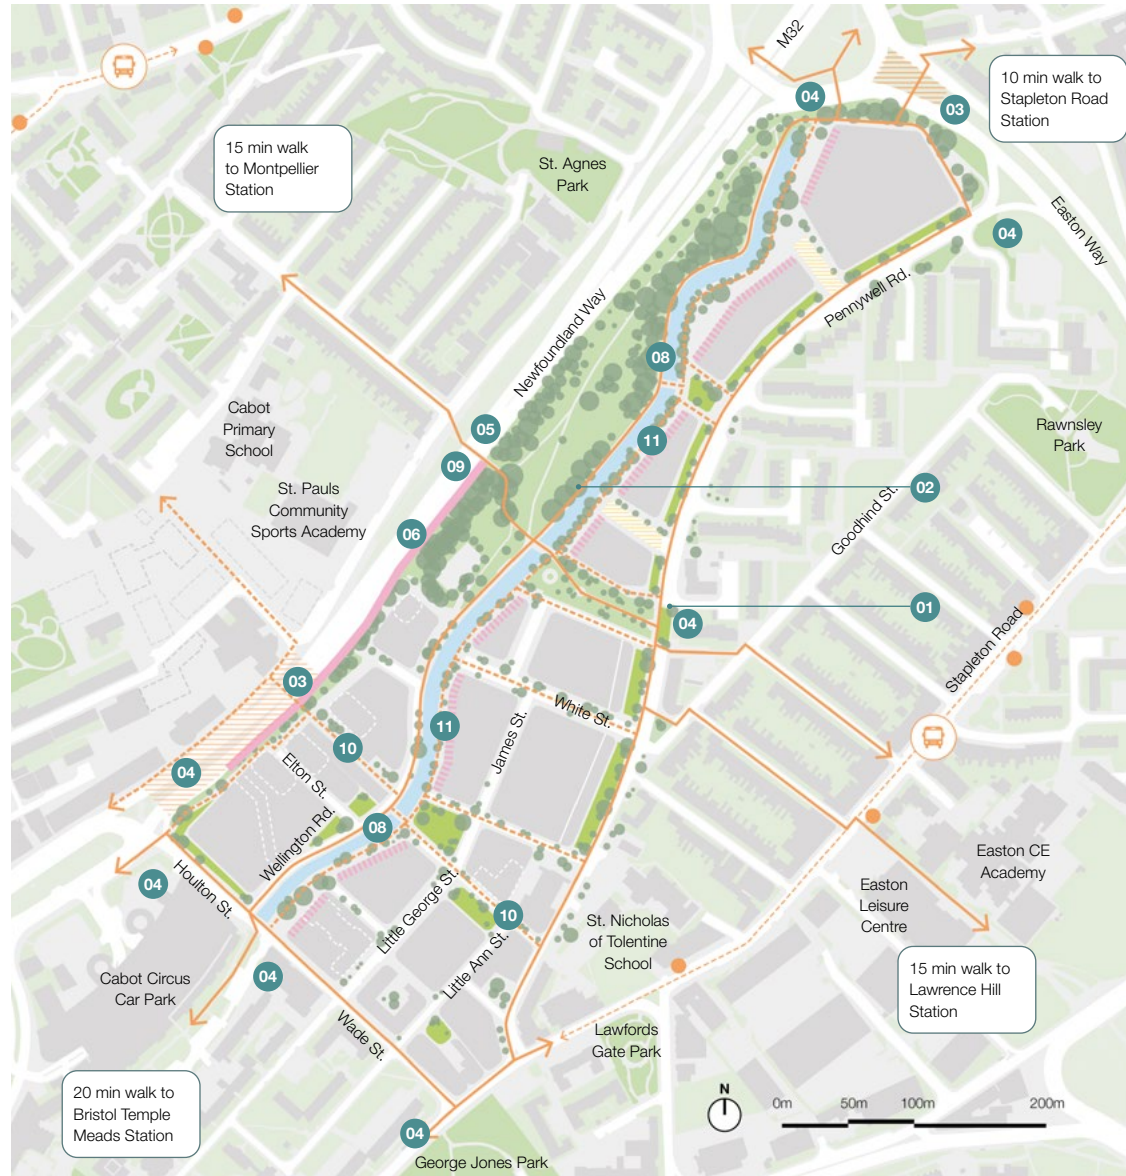 M32
04
03
10 min walk to
Stapleton Road
Station
15 min walk
to Montpellier
Station
St. Agnes
Park
04
Easton Way
Pennywell Rd.
Newfoundland Way
08
Cabot
Primary
School
05
09
11
Rawnsley
Park
St. Pauls
Community
Sports Academy
02
06
Goodhind St.
01
04
Stapleton Road
03
White St.
James St.
11
10
04
Elton St.
Wellington Rd.
08
Easton CE
Academy
04
Houlton St.
Easton
Leisure
Centre
Little George St.
10
St. Nicholas
of Tolentine
School
Little Ann St.
Cabot Circus
Car Park
04
15 min walk to
Lawrence Hill
Station
Wade St.
Lawfords
Gate Park
20 min walk to
Bristol Temple
Meads Station
N
0m 50m 100m 200m
04
George Jones Park